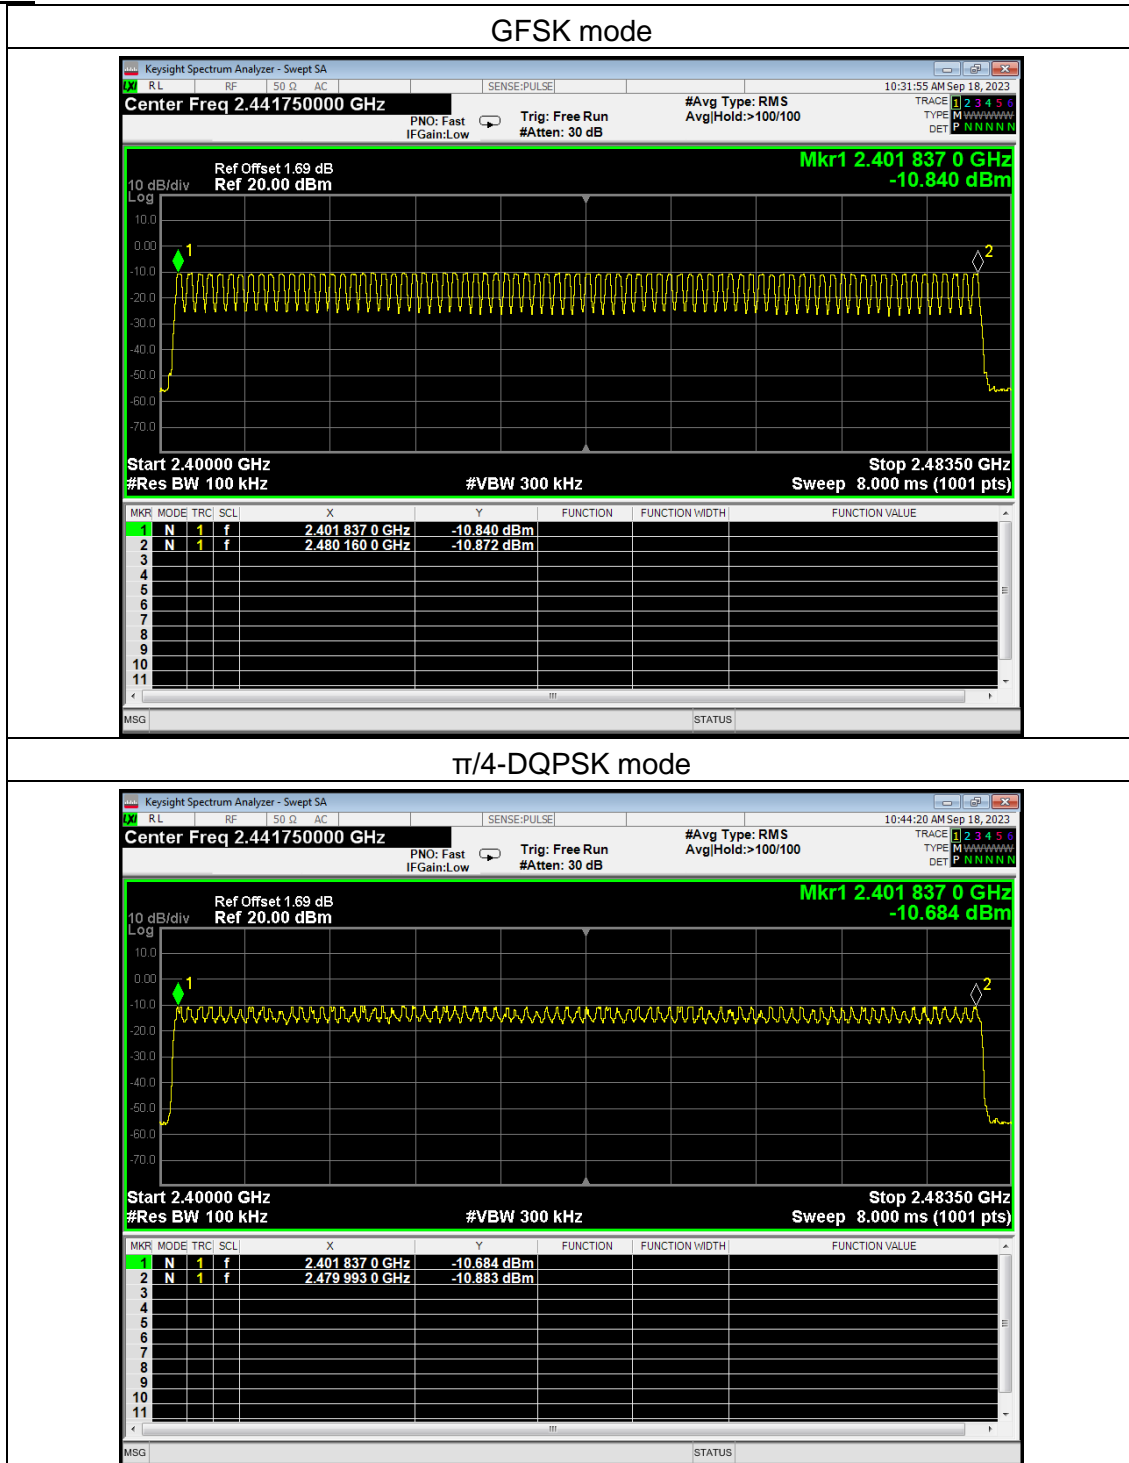 GFSK mode
Keysight Spectrum Analyzer - Swept SA
LXI RL RF 50 Ω AC SENSE:PULSE 10:31:55 AM Sep 18, 2023
Center Freq 2.441750000 GHz #Avg Type: RMS TRACE 1 2 3 4 5 6
PNO: Fast Trig: Free Run Avg|Hold:>100/100 TYPE M WWWWW
IFGain:Low #Atten: 30 dB DET P N N N N N
Mkr1 2.401 837 0 GHz
Ref Offset 1.69 dB
10 dB/div Ref 20.00 dBm -10.840 dBm
Log
10.0
0.00
1 2
-10.0
-20.0
-30.0
-40.0
-50.0
-60.0
-70.0
Start 2.40000 GHz Stop 2.48350 GHz
#Res BW 100 kHz #VBW 300 kHz Sweep 8.000 ms (1001 pts)
MKR MODE TRC SCL X Y FUNCTION FUNCTION WIDTH FUNCTION VALUE
1 N 1 f 2.401 837 0 GHz -10.840 dBm
2 N 1 f 2.480 160 0 GHz -10.872 dBm
3
4
5
6
7
8
9
10
11
MSG STATUS
π/4-DQPSK mode
Keysight Spectrum Analyzer - Swept SA
LXI RL RF 50 Ω AC SENSE:PULSE 10:44:20 AM Sep 18, 2023
Center Freq 2.441750000 GHz #Avg Type: RMS TRACE 1 2 3 4 5 6
PNO: Fast Trig: Free Run Avg|Hold:>100/100 TYPE M WWWWW
IFGain:Low #Atten: 30 dB DET P N N N N N
Mkr1 2.401 837 0 GHz
Ref Offset 1.69 dB
10 dB/div Ref 20.00 dBm -10.684 dBm
Log
10.0
0.00
1 2
-10.0
-20.0
-30.0
-40.0
-50.0
-60.0
-70.0
Start 2.40000 GHz Stop 2.48350 GHz
#Res BW 100 kHz #VBW 300 kHz Sweep 8.000 ms (1001 pts)
MKR MODE TRC SCL X Y FUNCTION FUNCTION WIDTH FUNCTION VALUE
1 N 1 f 2.401 837 0 GHz -10.684 dBm
2 N 1 f 2.479 993 0 GHz -10.883 dBm
3
4
5
6
7
8
9
10
11
MSG STATUS